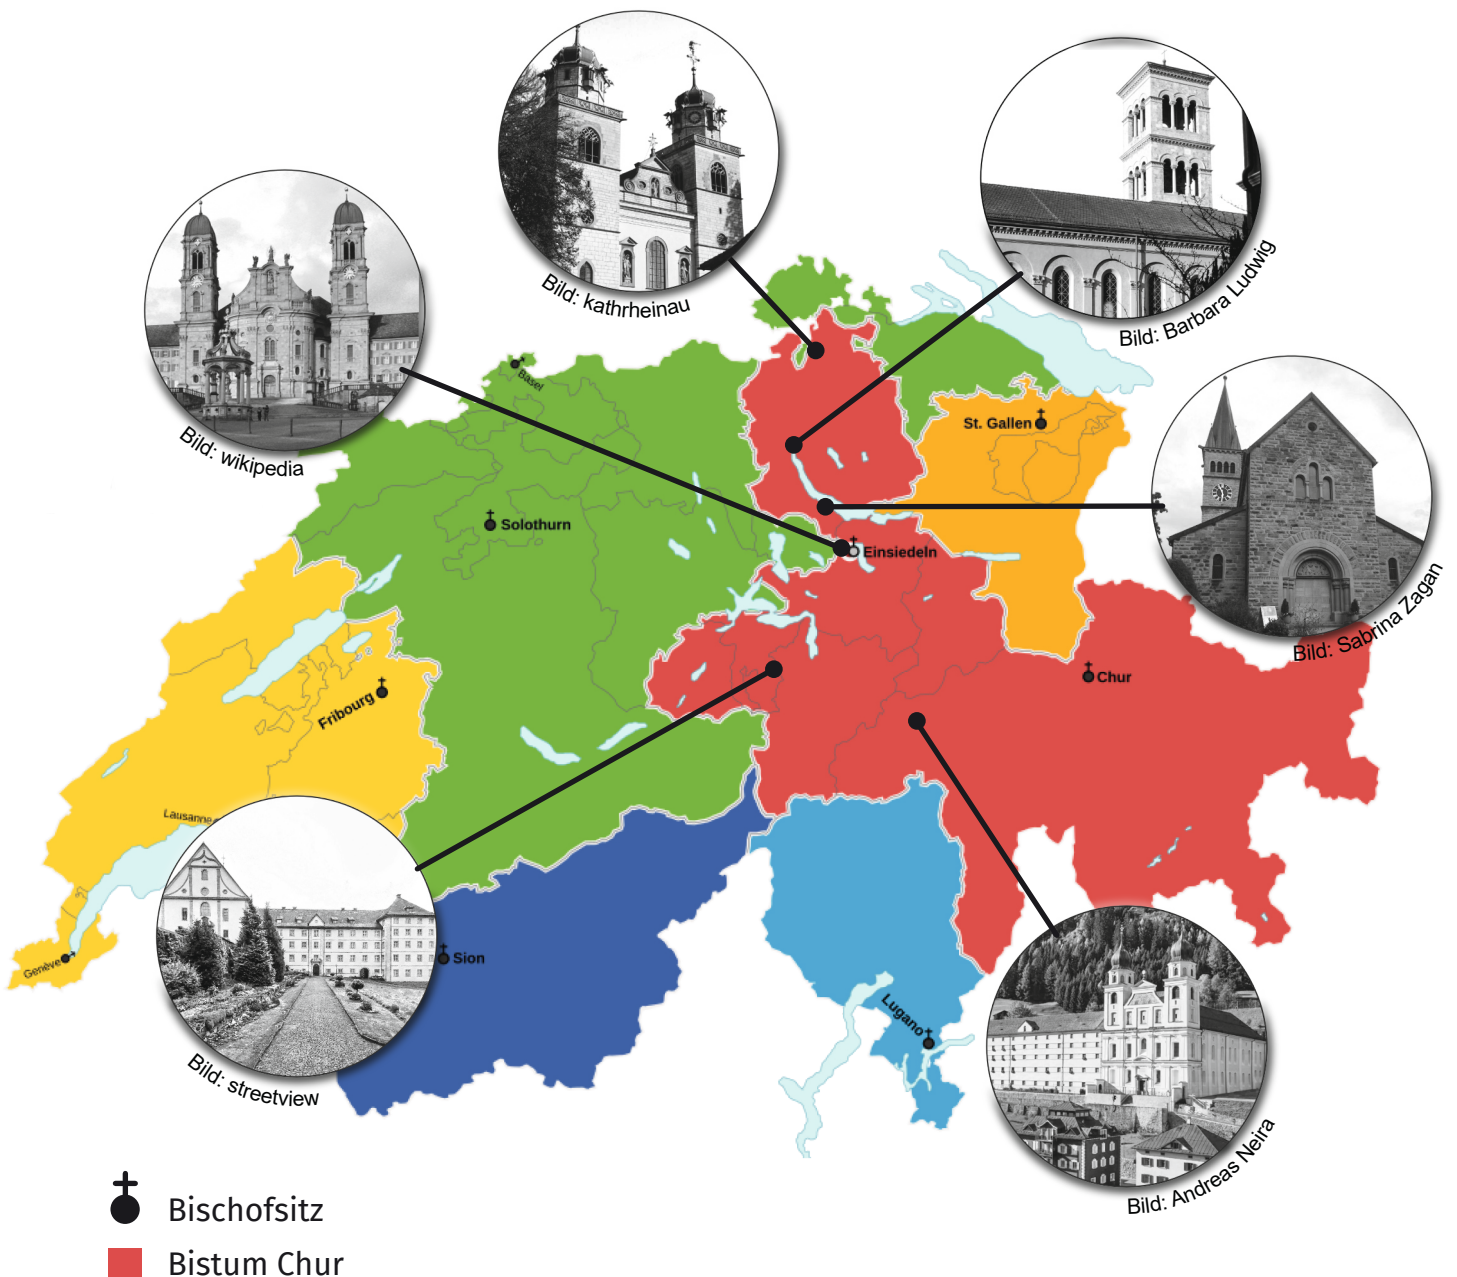 Bild: kathrheinau
Bild: Barbara Ludwig
Bild: wikipedia
Basel
St. Gallen
Solothurn
Einsiedeln
Bild: Sabrina Zagan
Chur
Fribourg
Lausanne
Sion
Genève
Lugano
Bild: streetview
Bild: Andreas Neira
Bischofsitz
Bistum Chur